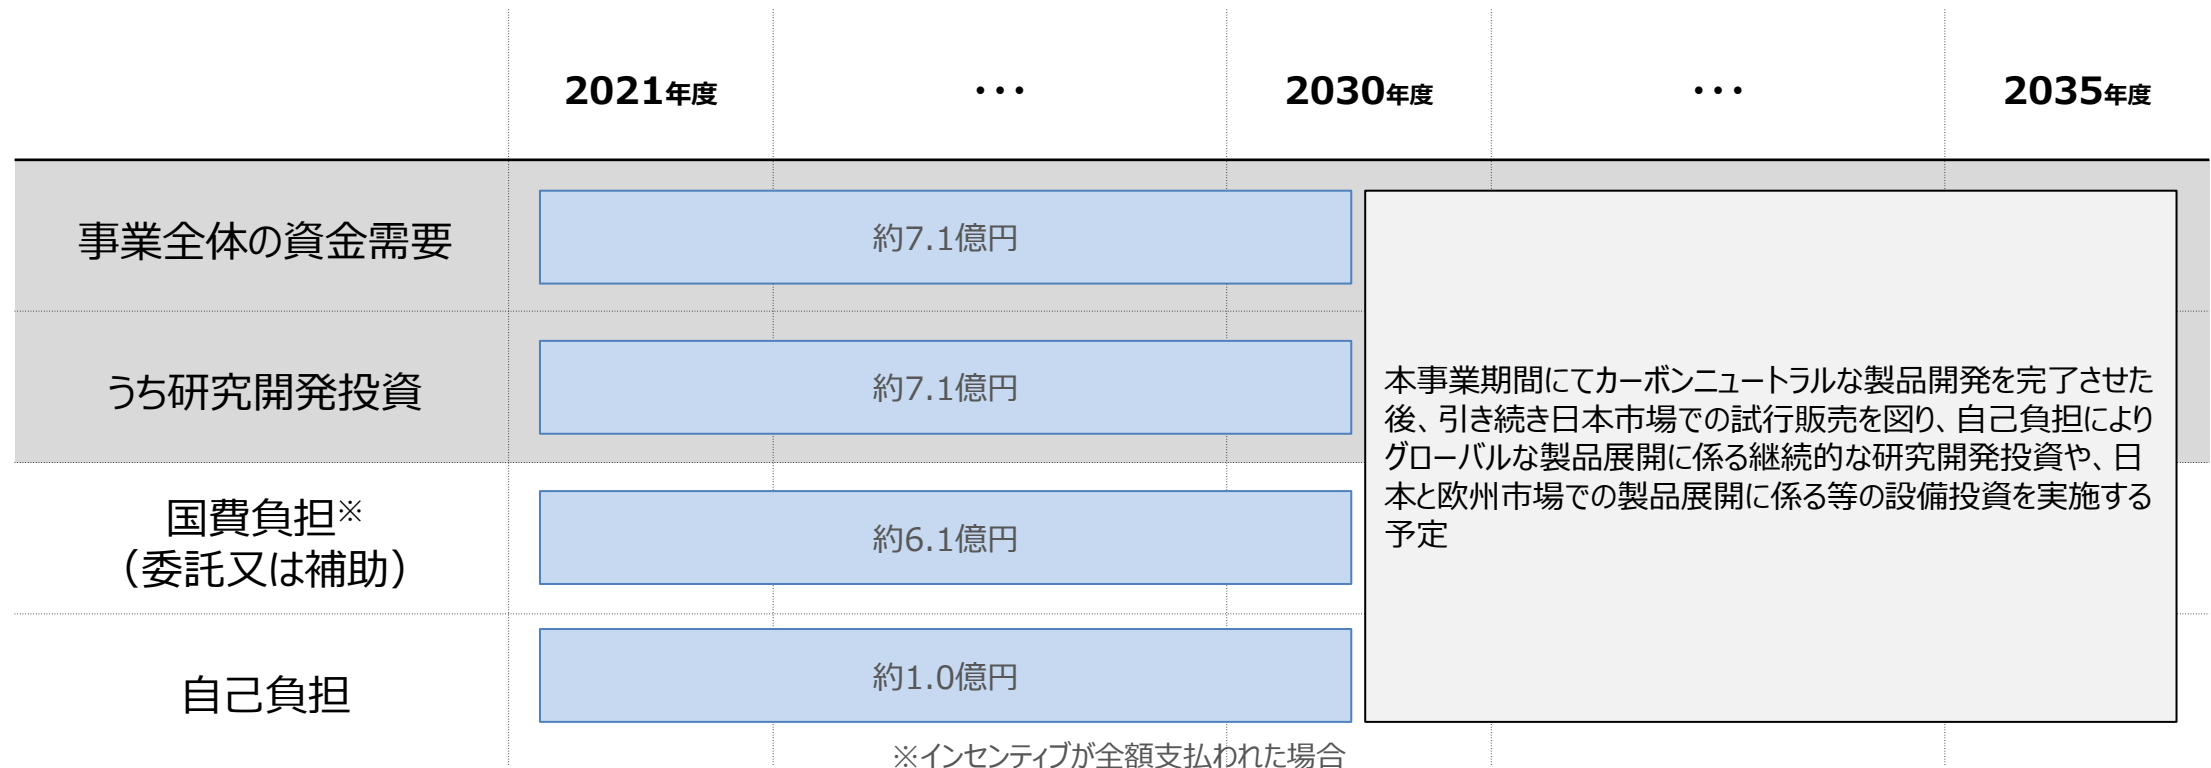 2021年度 ・・・ 2030年度 ・・・ 2035年度
事業全体の資金需要
約7.1億円
うち研究開発投資
約7.1億円
国費負担※
（委託又は補助）
約6.1億円
自己負担
約1.0億円
本事業期間にてカーボンニュートラルな製品開発を完了させた
後、引き続き日本市場での試行販売を図り、自己負担により
グローバルな製品展開に係る継続的な研究開発投資や、日
本と欧州市場での製品展開に係る等の設備投資を実施する
予定
※インセンティブが全額支払われた場合